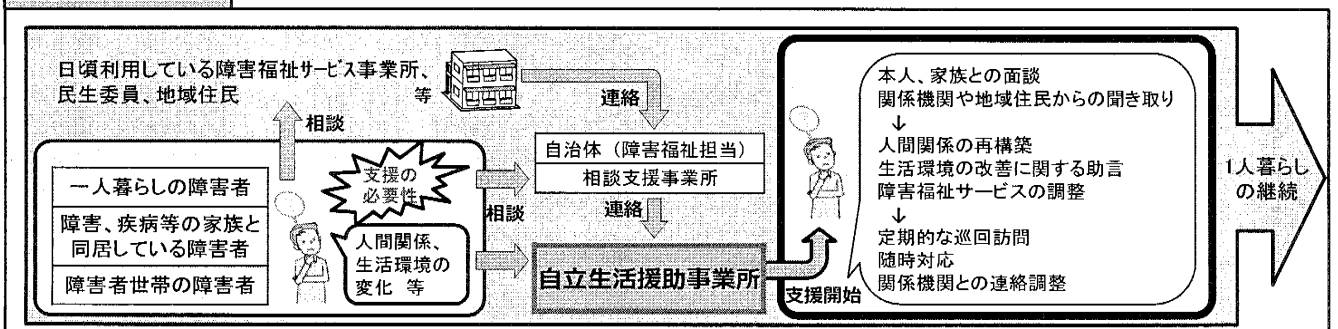 日頃利用している障害福祉サービス事業所、
民生委員、地域住民　等
相談
一人暮らしの障害者
障害、疾病等の家族と
同居している障害者
障害者世帯の障害者
支援の
必要性
人間関係、
生活環境の
変化 等
相談
連絡
自治体（障害福祉担当）
相談支援事業所
連絡
自立生活援助事業所
支援開始
本人、家族との面談
関係機関や地域住民からの聞き取り
↓
人間関係の再構築
生活環境の改善に関する助言
障害福祉サービスの調整
↓
定期的な巡回訪問
随時対応
関係機関との連絡調整
1人暮らし
の継続